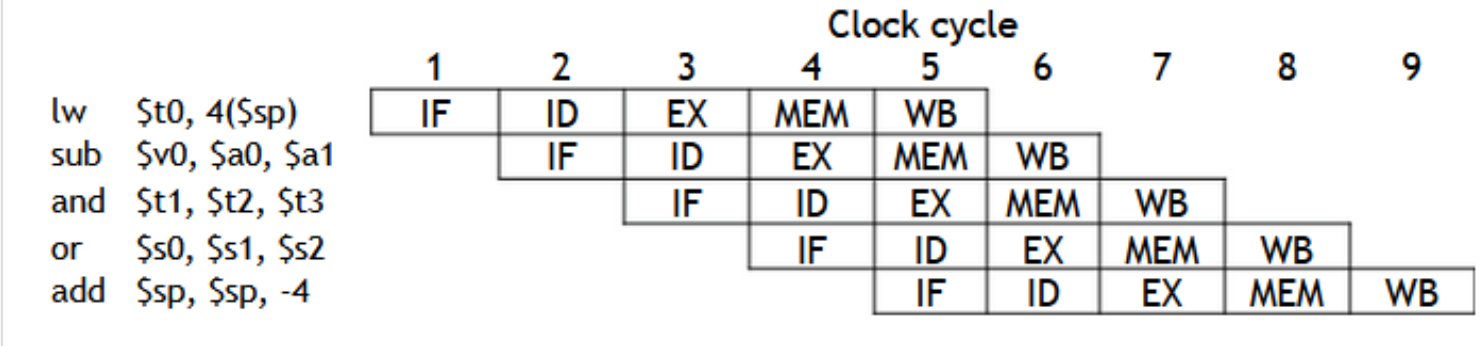 Clock cycle
1 2 3 4 5 6 7 8 9
lw $t0, 4($sp) IF ID EX MEM WB
sub $v0, $a0, $a1 IF ID EX MEM WB
and $t1, $t2, $t3 IF ID EX MEM WB
or $s0, $s1, $s2 IF ID EX MEM WB
add $sp, $sp, -4 IF ID EX MEM WB